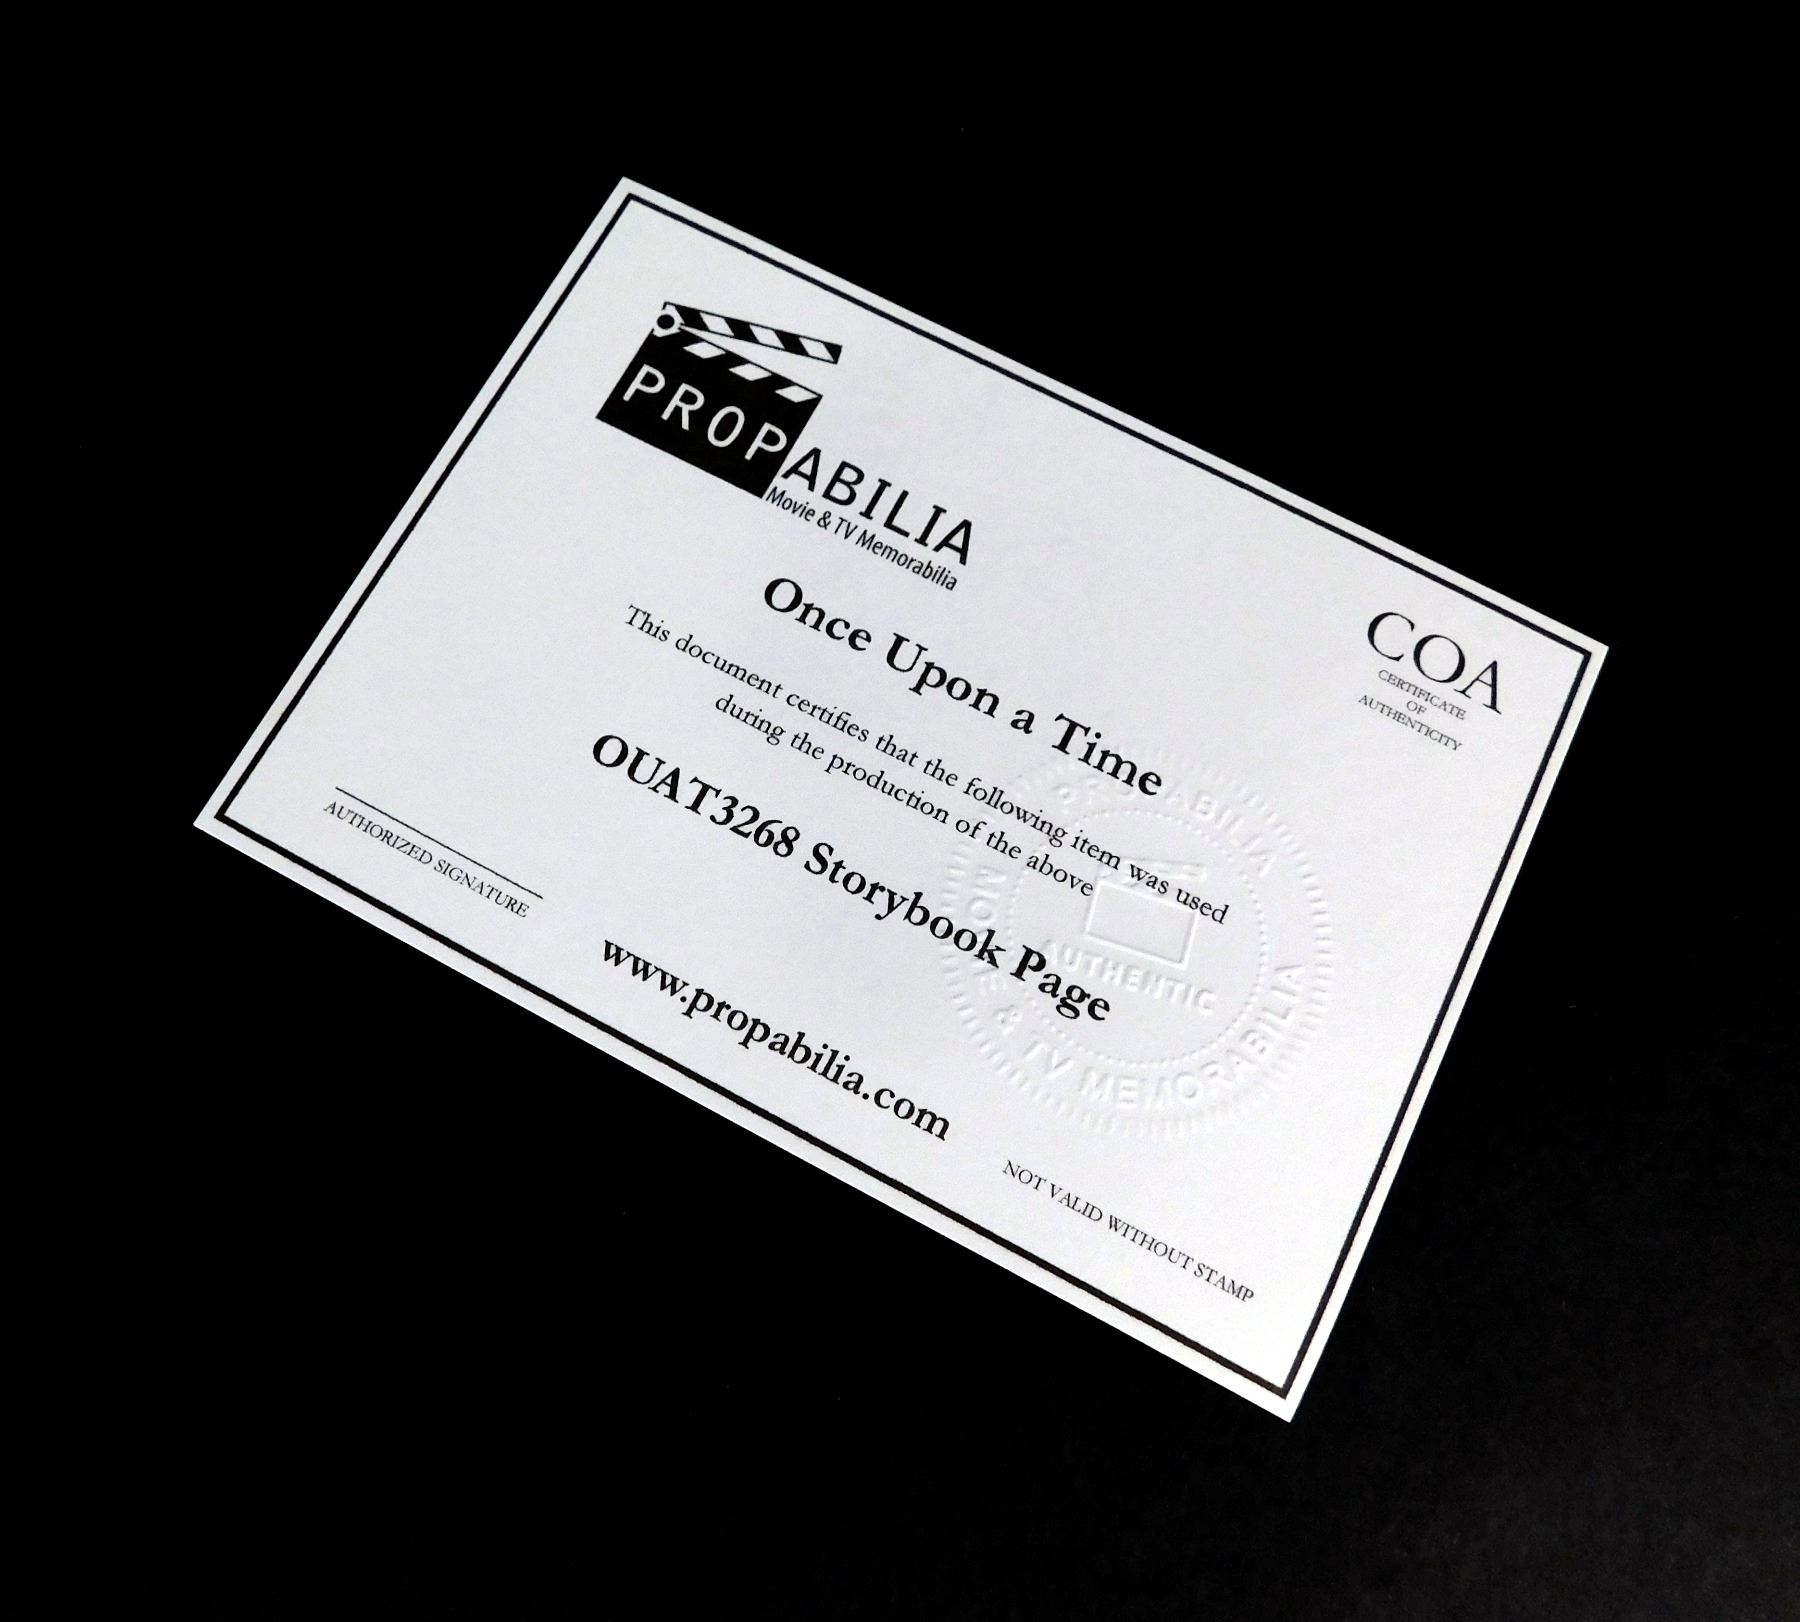 PROPABILIA
Movie & TV Memorabilia
COA
CERTIFICATE
OF
AUTHENTICITY
Once Upon a Time
This document certifies that the following item was used
during the production of the above
OUAT3268 Storybook Page
PROPABILIA
AUTHENTIC
MOVIE & TV MEMORABILIA
AUTHORIZED SIGNATURE
www.propabilia.com
NOT VALID WITHOUT STAMP